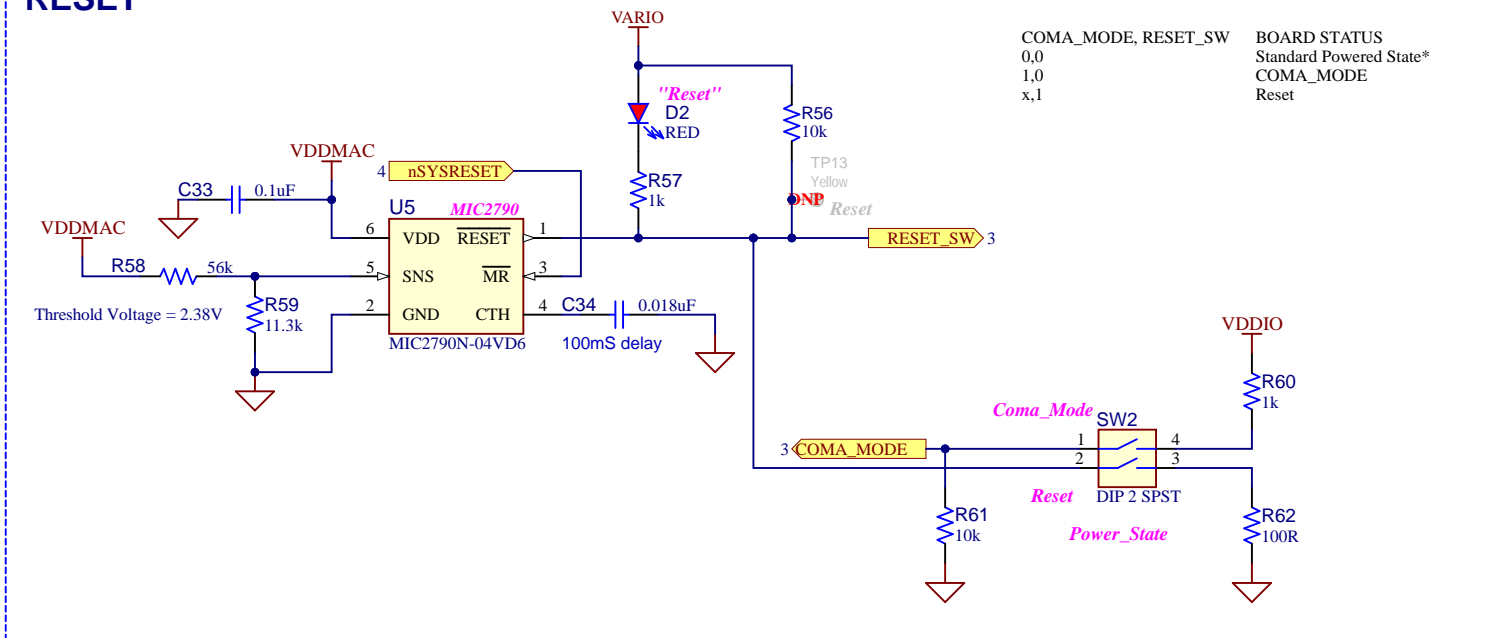 RESET
VARIO
COMA_MODE, RESET_SW BOARD STATUS
0,0 Standard Powered State*
1,0 COMA_MODE
x,1 Reset
"Reset"
D2
RED
R56
10k
VDDMAC
4 nSYSRESET
TP13
Yellow
DNP
Reset
C33 0.1uF
R57
1k
U5 MIC2790
VDDMAC
6 VDD RESET 1
RESET_SW 3
R58 56k
5 SNS MR 3
R59
11.3k
2 GND CTH 4
C34 0.018uF
Threshold Voltage = 2.38V
MIC2790N-04VD6
100mS delay
VDDIO
R60
1k
Coma_Mode
SW2
3 COMA_MODE
1 4
2 3
Reset
DIP 2 SPST
R61
10k
Power_State
R62
100R